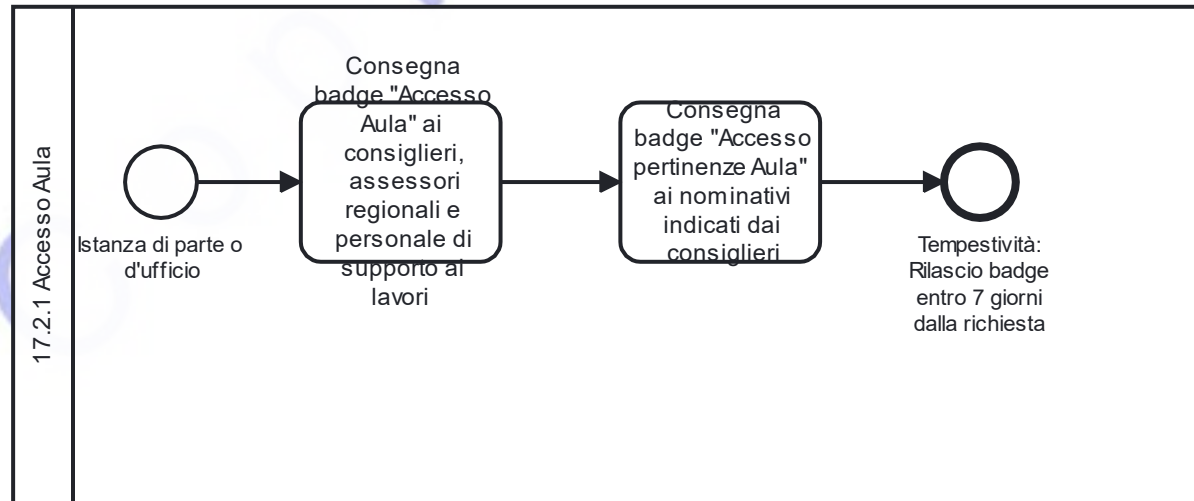 17.2.1 Accesso Aula
Istanza di parte o
d'ufficio
Consegna
badge "Accesso
Aula" ai
consiglieri,
assessori
regionali e
personale di
supporto ai
lavori
Consegna
badge "Accesso
pertinenze Aula"
ai nominativi
indicati dai
consiglieri
Tempestività:
Rilascio badge
entro 7 giorni
dalla richiesta